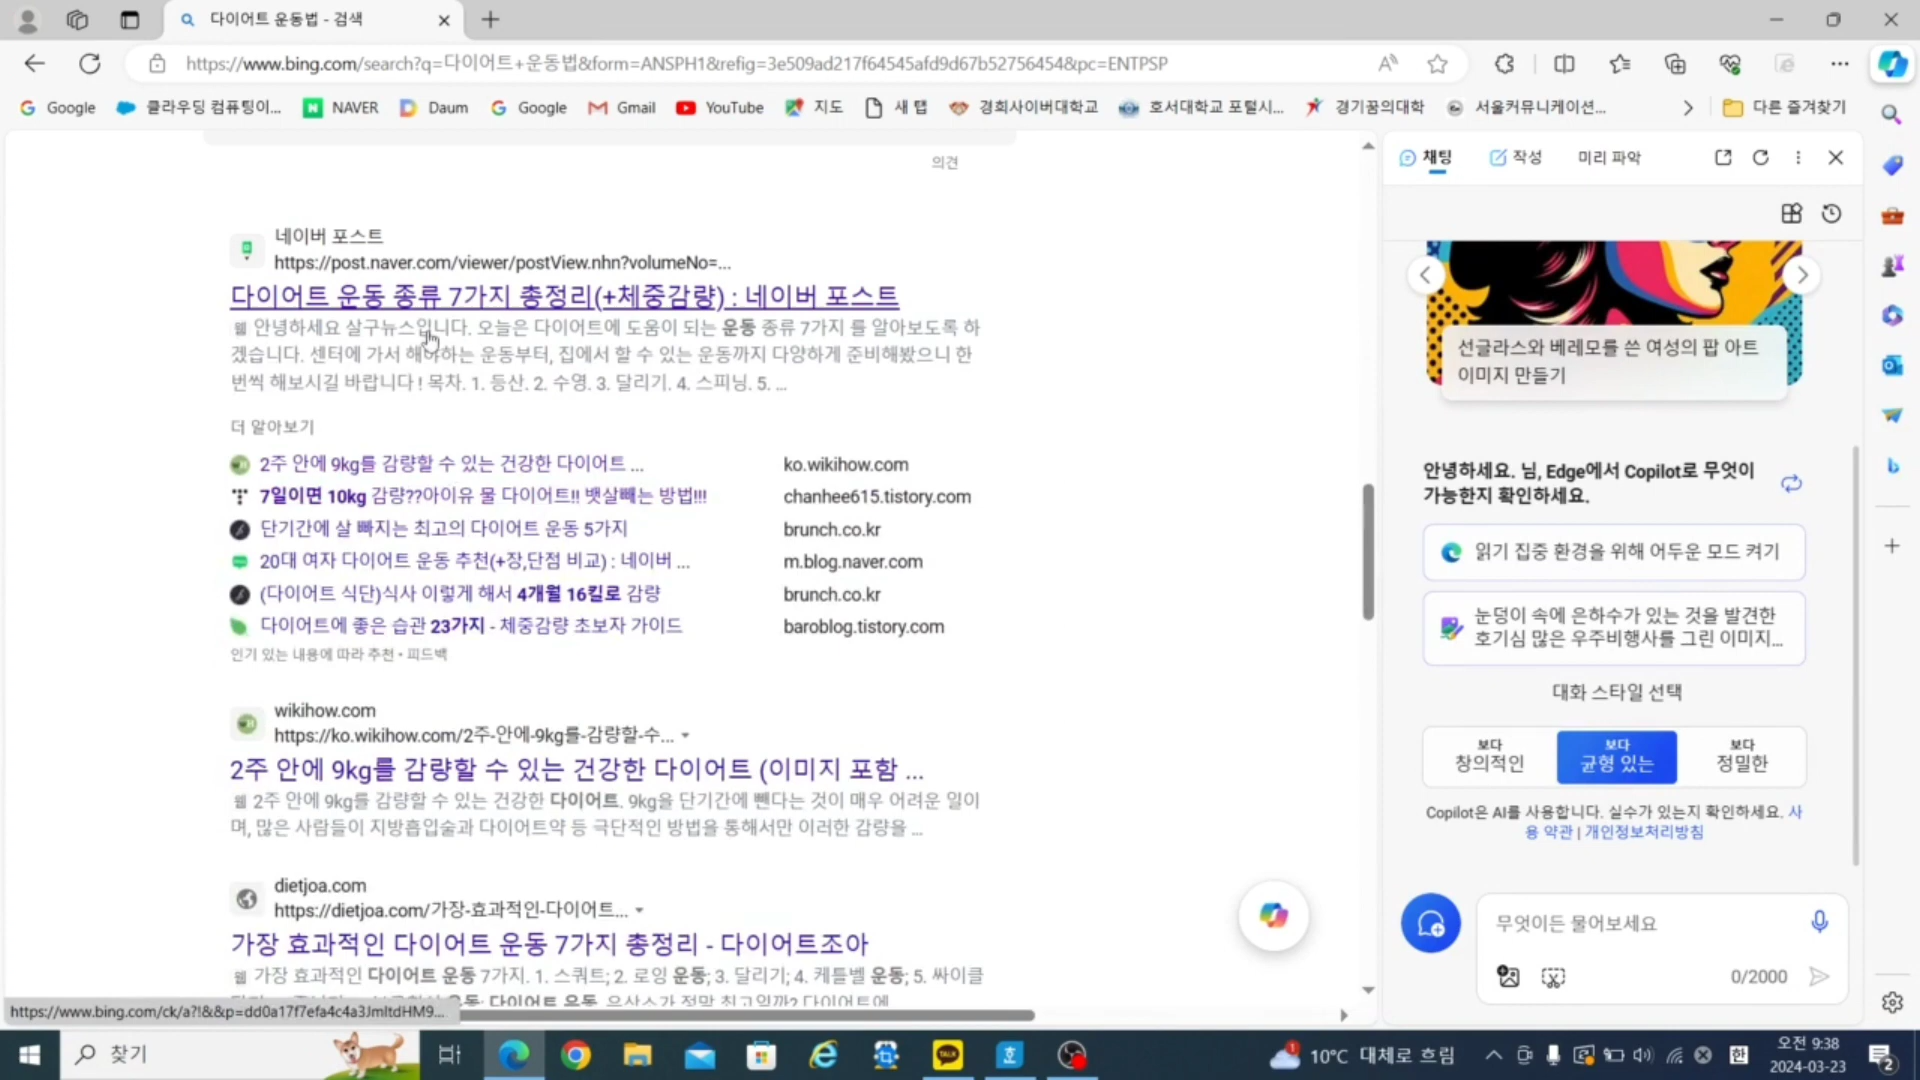 다이어트 운동법 - 검색
https://www.bing.com/search?q=다이어트+운동법&form=ANSPH1&refig=3e509ad217f64545afd9d67b52756454&pc=ENTPSP
Google
클라우딩 컴퓨팅이...
NAVER
Daum
Google
Gmail
YouTube
지도
새 탭
경희사이버대학교
호서대학교 포털시...
경기꿈의대학
서울커뮤니케이션...
다른 즐겨찾기
의견
네이버 포스트
https://post.naver.com/viewer/postView.nhn?volumeNo=...
다이어트 운동 종류 7가지 총정리(+체중감량) : 네이버 포스트
웹 안녕하세요 살구뉴스입니다. 오늘은 다이어트에 도움이 되는 운동 종류 7가지 를 알아보도록 하
겠습니다. 센터에 가서 해야하는 운동부터, 집에서 할 수 있는 운동까지 다양하게 준비해봤으니 한
번씩 해보시길 바랍니다 ! 목차. 1. 등산. 2. 수영. 3. 달리기. 4. 스피닝. 5. ...
더 알아보기
2주 안에 9kg를 감량할 수 있는 건강한 다이어트 ... ko.wikihow.com
7일이면 10kg 감량??아이유 물 다이어트!! 뱃살빼는 방법!!! chanhee615.tistory.com
단기간에 살 빠지는 최고의 다이어트 운동 5가지 brunch.co.kr
20대 여자 다이어트 운동 추천(+장,단점 비교) : 네이버 ... m.blog.naver.com
(다이어트 식단)식사 이렇게 해서 4개월 16킬로 감량 brunch.co.kr
다이어트에 좋은 습관 23가지 - 체중감량 초보자 가이드 baroblog.tistory.com
인기 있는 내용에 따라 추천 • 피드백
wikihow.com
https://ko.wikihow.com/2주-안에-9kg를-감량할-수...
2주 안에 9kg를 감량할 수 있는 건강한 다이어트 (이미지 포함 ...
웹 2주 안에 9kg를 감량할 수 있는 건강한 다이어트. 9kg을 단기간에 뺀다는 것이 매우 어려운 일이
며, 많은 사람들이 지방흡입술과 다이어트약 등 극단적인 방법을 통해서만 이러한 감량을 ...
dietjoa.com
https://dietjoa.com/가장-효과적인-다이어트...
가장 효과적인 다이어트 운동 7가지 총정리 - 다이어트조아
웹 가장 효과적인 다이어트 운동 7가지. 1. 스쿼트; 2. 로잉 운동; 3. 달리기; 4. 케틀벨 운동; 5. 싸이클
https://www.bing.com/ck/a?!&&p=dd0a17f7efa4c4a3JmltdHM9...
채팅
작성
미리 파악
선글라스와 베레모를 쓴 여성의 팝 아트
이미지 만들기
안녕하세요. 님, Edge에서 Copilot로 무엇이
가능한지 확인하세요.
읽기 집중 환경을 위해 어두운 모드 켜기
눈덩이 속에 은하수가 있는 것을 발견한
호기심 많은 우주비행사를 그린 이미지...
대화 스타일 선택
보다
창의적인
보다
균형 있는
보다
정밀한
Copilot은 AI를 사용합니다. 실수가 있는지 확인하세요. 사
용 약관 | 개인정보처리방침
무엇이든 물어보세요
0/2000
찾기
TALK
10°C 대체로 흐림
한
오전 9:38
2024-03-23
2